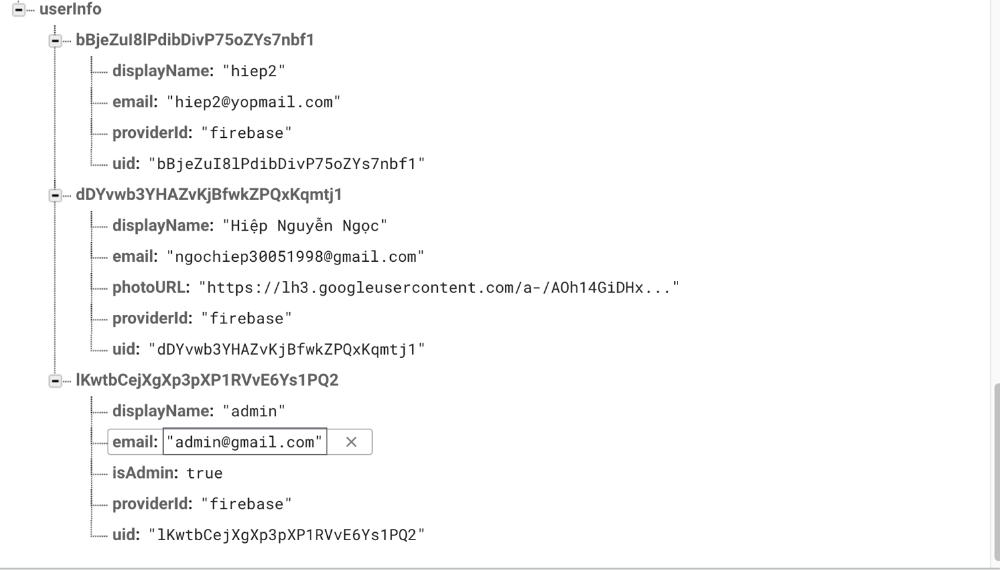 userInfo
bBjeZuI8lPdibDivP75oZYs7nbf1
displayName: "hiep2"
email: "hiep2@yopmail.com"
providerId: "firebase"
uid: "bBjeZuI8lPdibDivP75oZYs7nbf1"
dDYvwb3YHAZvKjBfwkZPQxKqmtj1
displayName: "Hiệp Nguyễn Ngọc"
email: "ngochiep30051998@gmail.com"
photoURL: "https://lh3.googleusercontent.com/a-/AOh14GiDHx..."
providerId: "firebase"
uid: "dDYvwb3YHAZvKjBfwkZPQxKqmtj1"
lKwtbCejXgXp3pXP1RVvE6Ys1PQ2
displayName: "admin"
email: "admin@gmail.com"
isAdmin: true
providerId: "firebase"
uid: "lKwtbCejXgXp3pXP1RVvE6Ys1PQ2"